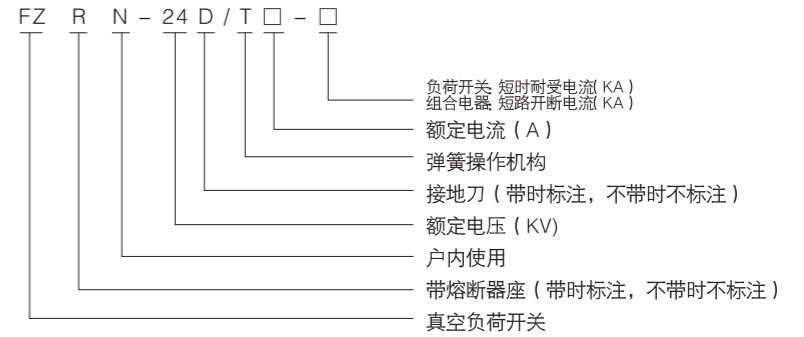 FZ R N - 24 D / T □ - □
负荷开关: 短时耐受电流( KA )
组合电器: 短路开断电流( KA )
额定电流 ( A )
弹簧操作机构
接地刀 ( 带时标注, 不带时不标注 )
额定电压 ( KV)
户内使用
带熔断器座 ( 带时标注, 不带时不标注 )
真空负荷开关